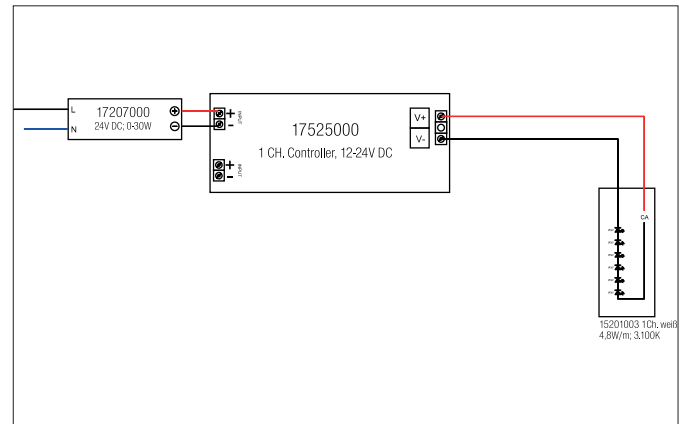 L
17207000
N
24V DC; 0-30W
+
INPUT
-
17525000
1 CH. Controller, 12-24V DC
+
INPUT
-
V+
V-
CA
15201003 1Ch. weiß
4,8W/m; 3.100K